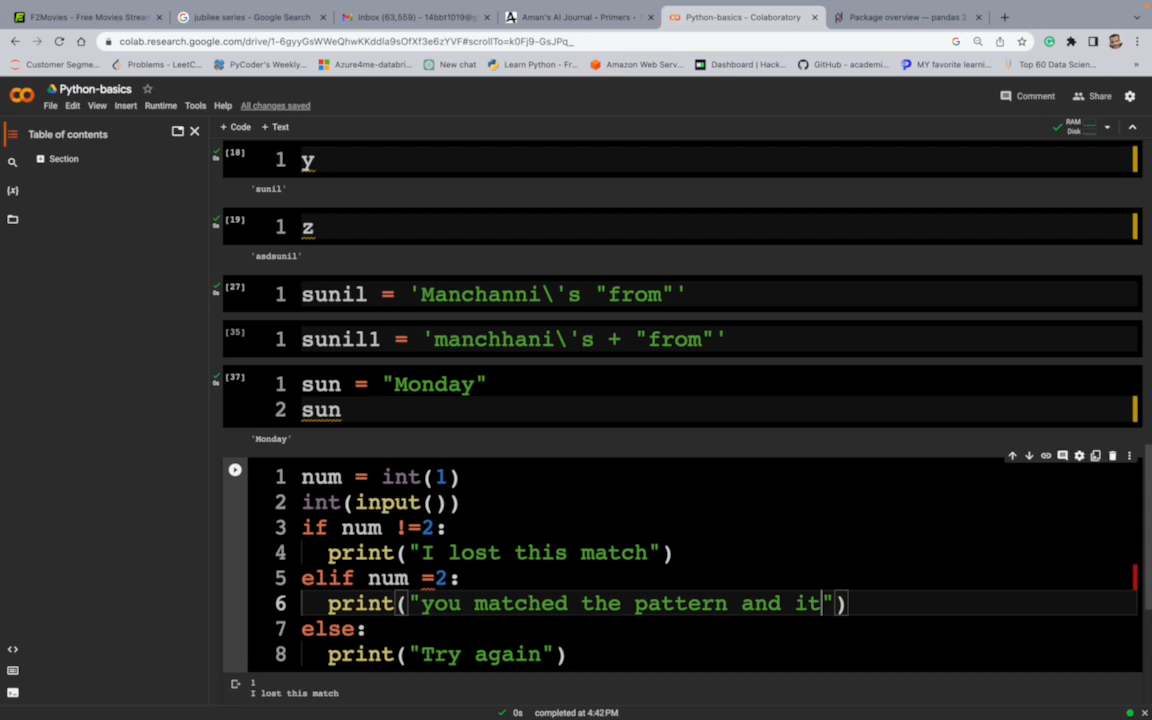 F2Movies - Free Movies Stream
jubilee series - Google Search
Inbox (63,559) - 14bbt1019@g
Aman's AI Journal • Primers •
Python-basics - Colaboratory
Package overview — pandas 2.
colab.research.google.com/drive/1-6gyyGsWWeQhwKKddla9sOfXf3e6zYVF#scrollTo=k0Fj9-GsJPq_
Customer Segme...
Problems - LeetC...
PyCoder's Weekly...
Azure4me-databri...
New chat
Learn Python - Fr...
Amazon Web Serv...
Dashboard | Hack...
GitHub - academi...
MY favorite learni...
Top 60 Data Scien...
»
Python-basics
File Edit View Insert Runtime Tools Help All changes saved
Comment
Share
Table of contents
Section
+ Code + Text
RAM
Disk
[18]
1 y
'sunil'
[19]
1 z
'asdsunil'
[27]
1 sunil = 'Manchanni\'s "from"'
[35]
1 sunil1 = 'manchhani\'s + "from"'
[37]
1 sun = "Monday"
2 sun
'Monday'
1 num = int(1)
2 int(input())
3 if num !=2:
4 print("I lost this match")
5 elif num =2:
6 print("you matched the pattern and it")
7 else:
8 print("Try again")
1
I lost this match
0s completed at 4:42 PM